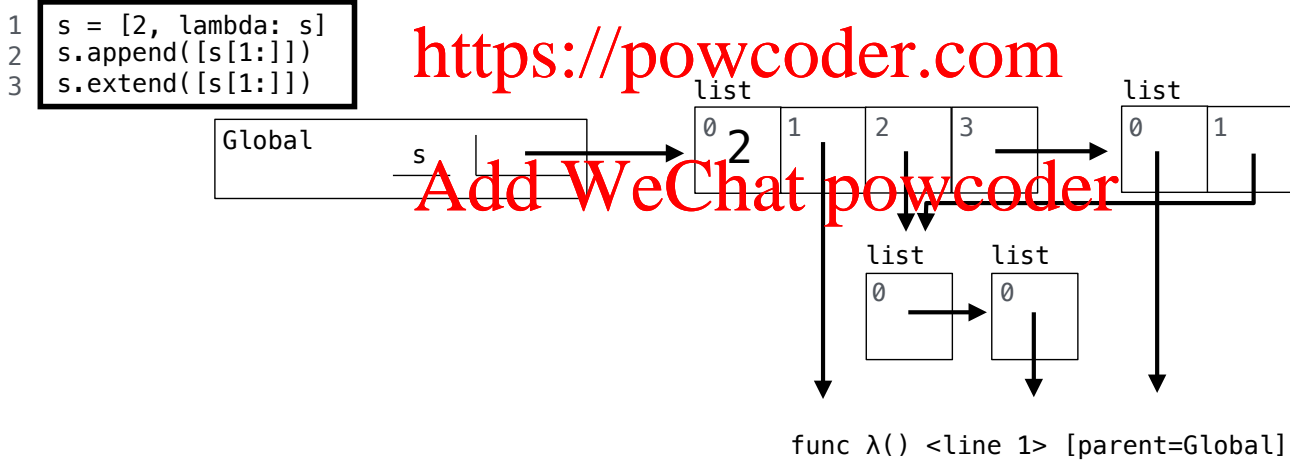 1 s = [2, lambda: s]
2 s.append([s[1:]])
3 s.extend([s[1:]])
https://powcoder.com
list
list
Global
s
0 2 1 2 3
0 1
Add WeChat powcoder
list
list
0
0
func λ() <line 1> [parent=Global]